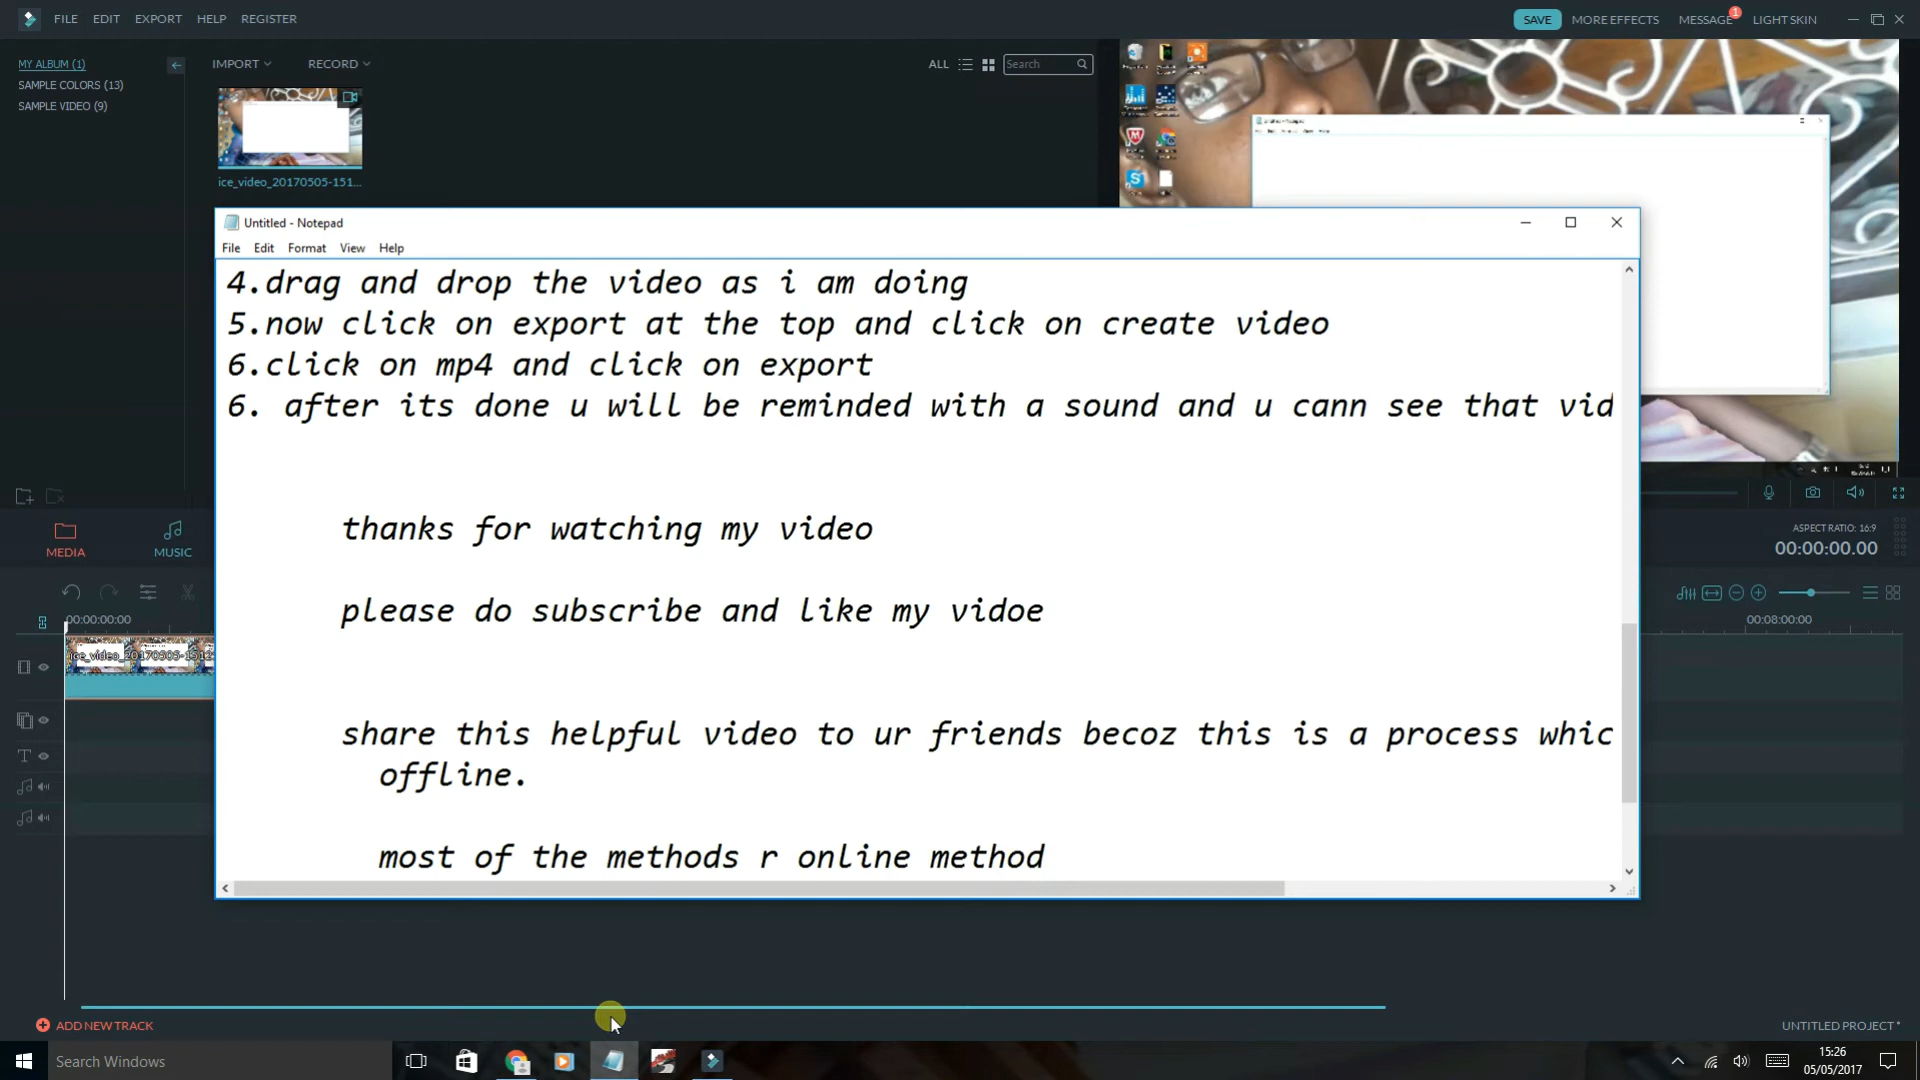 FILE EDIT EXPORT HELP REGISTER SAVE MORE EFFECTS MESSAGE 1 LIGHT SKIN
MY ALBUM (1) IMPORT RECORD ALL Search
SAMPLE COLORS (13)
SAMPLE VIDEO (9)
ice_video_20170505-151...
Untitled - Notepad
File Edit Format View Help
4.drag and drop the video as i am doing
5.now click on export at the top and click on create video
6.click on mp4 and click on export
6. after its done u will be reminded with a sound and u cann see that vid
thanks for watching my video
please do subscribe and like my vidoe
share this helpful video to ur friends becoz this is a process whic
offline.
most of the methods r online method
MEDIA MUSIC
ASPECT RATIO: 16:9
00:00:00.00
00:00:00:00 00:08:00:00
ice_video_20170505-1512
ADD NEW TRACK UNTITLED PROJECT *
Search Windows
15:26
05/05/2017